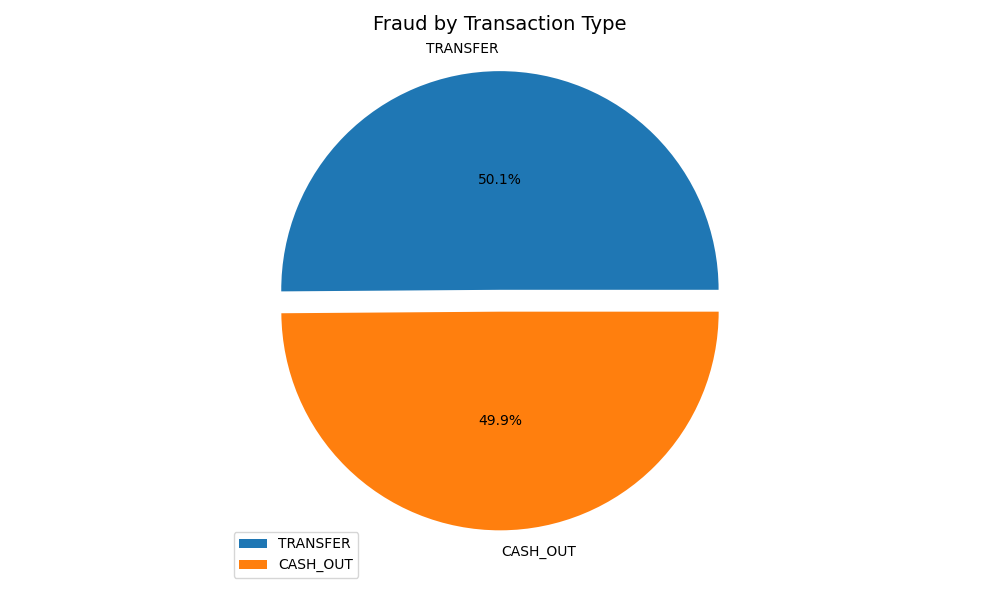 Fraud by Transaction Type
TRANSFER
50.1%
49.9%
CASH_OUT
TRANSFER
CASH_OUT